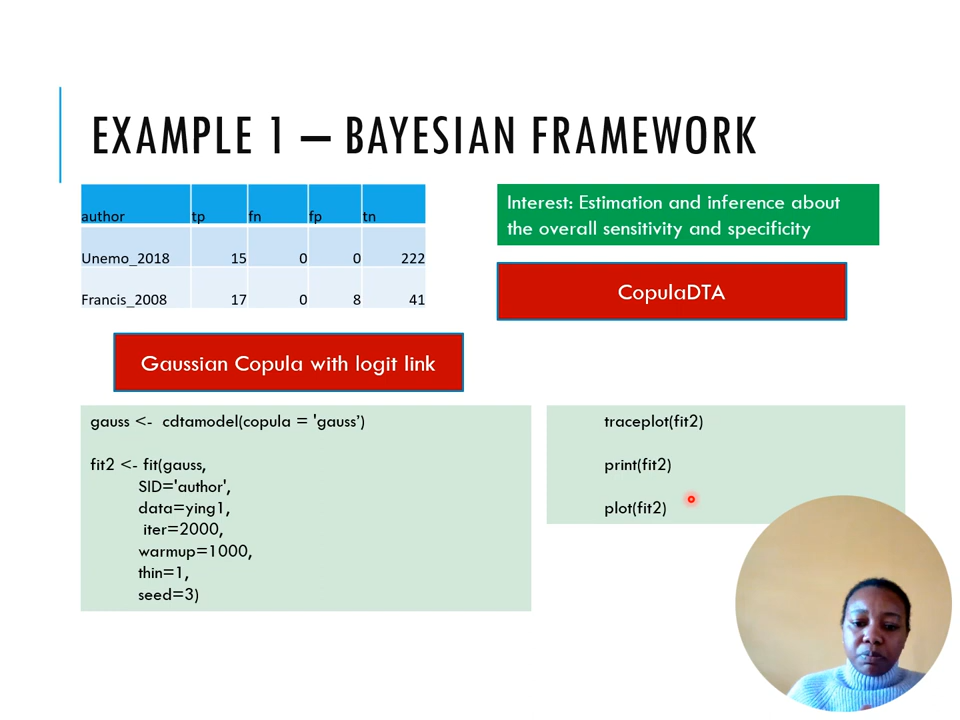 EXAMPLE 1 – BAYESIAN FRAMEWORK
author tp fn fp tn
Unemo_2018 15 0 0 222
Francis_2008 17 0 8 41
Interest: Estimation and inference about
the overall sensitivity and specificity
CopulaDTA
Gaussian Copula with logit link
gauss <- cdtamodel(copula = 'gauss’)
fit2 <- fit(gauss,
SID='author',
data=ying1,
iter=2000,
warmup=1000,
thin=1,
seed=3)
traceplot(fit2)
print(fit2)
plot(fit2)